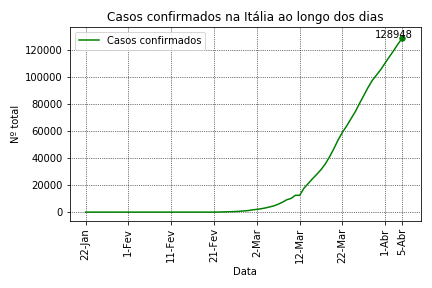 Casos confirmados na Itália ao longo dos dias
128948
Casos confirmados
120000
100000
80000
60000
40000
20000
0
Nº total
22-Jan
1-Fev
11-Fev
21-Fev
2-Mar
12-Mar
22-Mar
1-Abr
5-Abr
Data